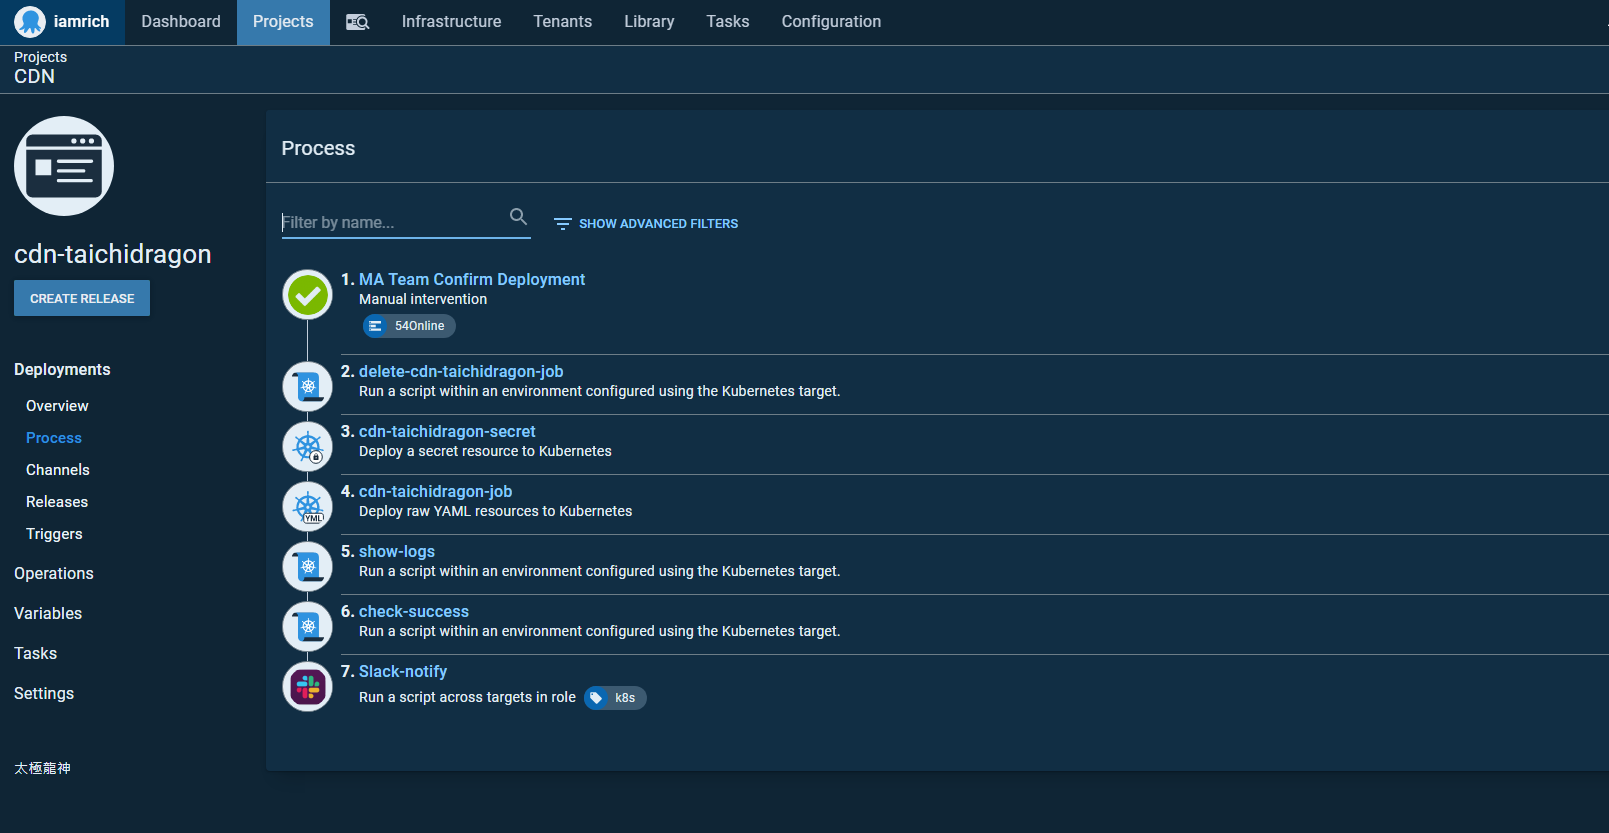 iamrich
Dashboard
Projects
Infrastructure
Tenants
Library
Tasks
Configuration
Projects
CDN
cdn-taichidragon
CREATE RELEASE
Deployments
Overview
Process
Channels
Releases
Triggers
Operations
Variables
Tasks
Settings
太極龍神
Process
Filter by name...
SHOW ADVANCED FILTERS
1. MA Team Confirm Deployment
Manual intervention
54Online
2. delete-cdn-taichidragon-job
Run a script within an environment configured using the Kubernetes target.
3. cdn-taichidragon-secret
Deploy a secret resource to Kubernetes
4. cdn-taichidragon-job
Deploy raw YAML resources to Kubernetes
YML
5. show-logs
Run a script within an environment configured using the Kubernetes target.
6. check-success
Run a script within an environment configured using the Kubernetes target.
7. Slack-notify
Run a script across targets in role k8s